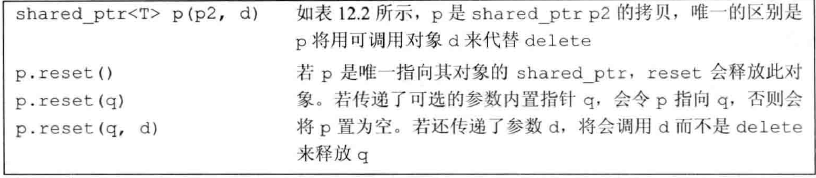 shared_ptr<T> p(p2, d) 如表 12.2 所示，p 是 shared_ptr p2 的拷贝，唯一的区别是
p 将用可调用对象 d 来代替 delete
p.reset() 若 p 是唯一指向其对象的 shared_ptr，reset 会释放此对
p.reset(q) 象。若传递了可选的参数内置指针 q，会令 p 指向 q，否则会
p.reset(q, d) 将 p 置为空。若还传递了参数 d，将会调用 d 而不是 delete
来释放 q